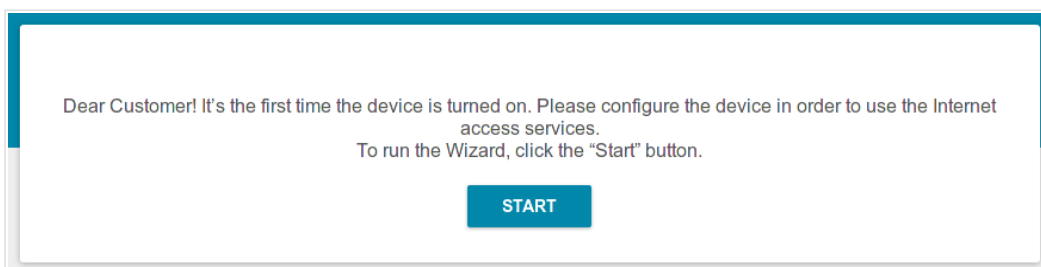 Dear Customer! It’s the first time the device is turned on. Please configure the device in order to use the Internet
access services.
To run the Wizard, click the “Start” button.
START